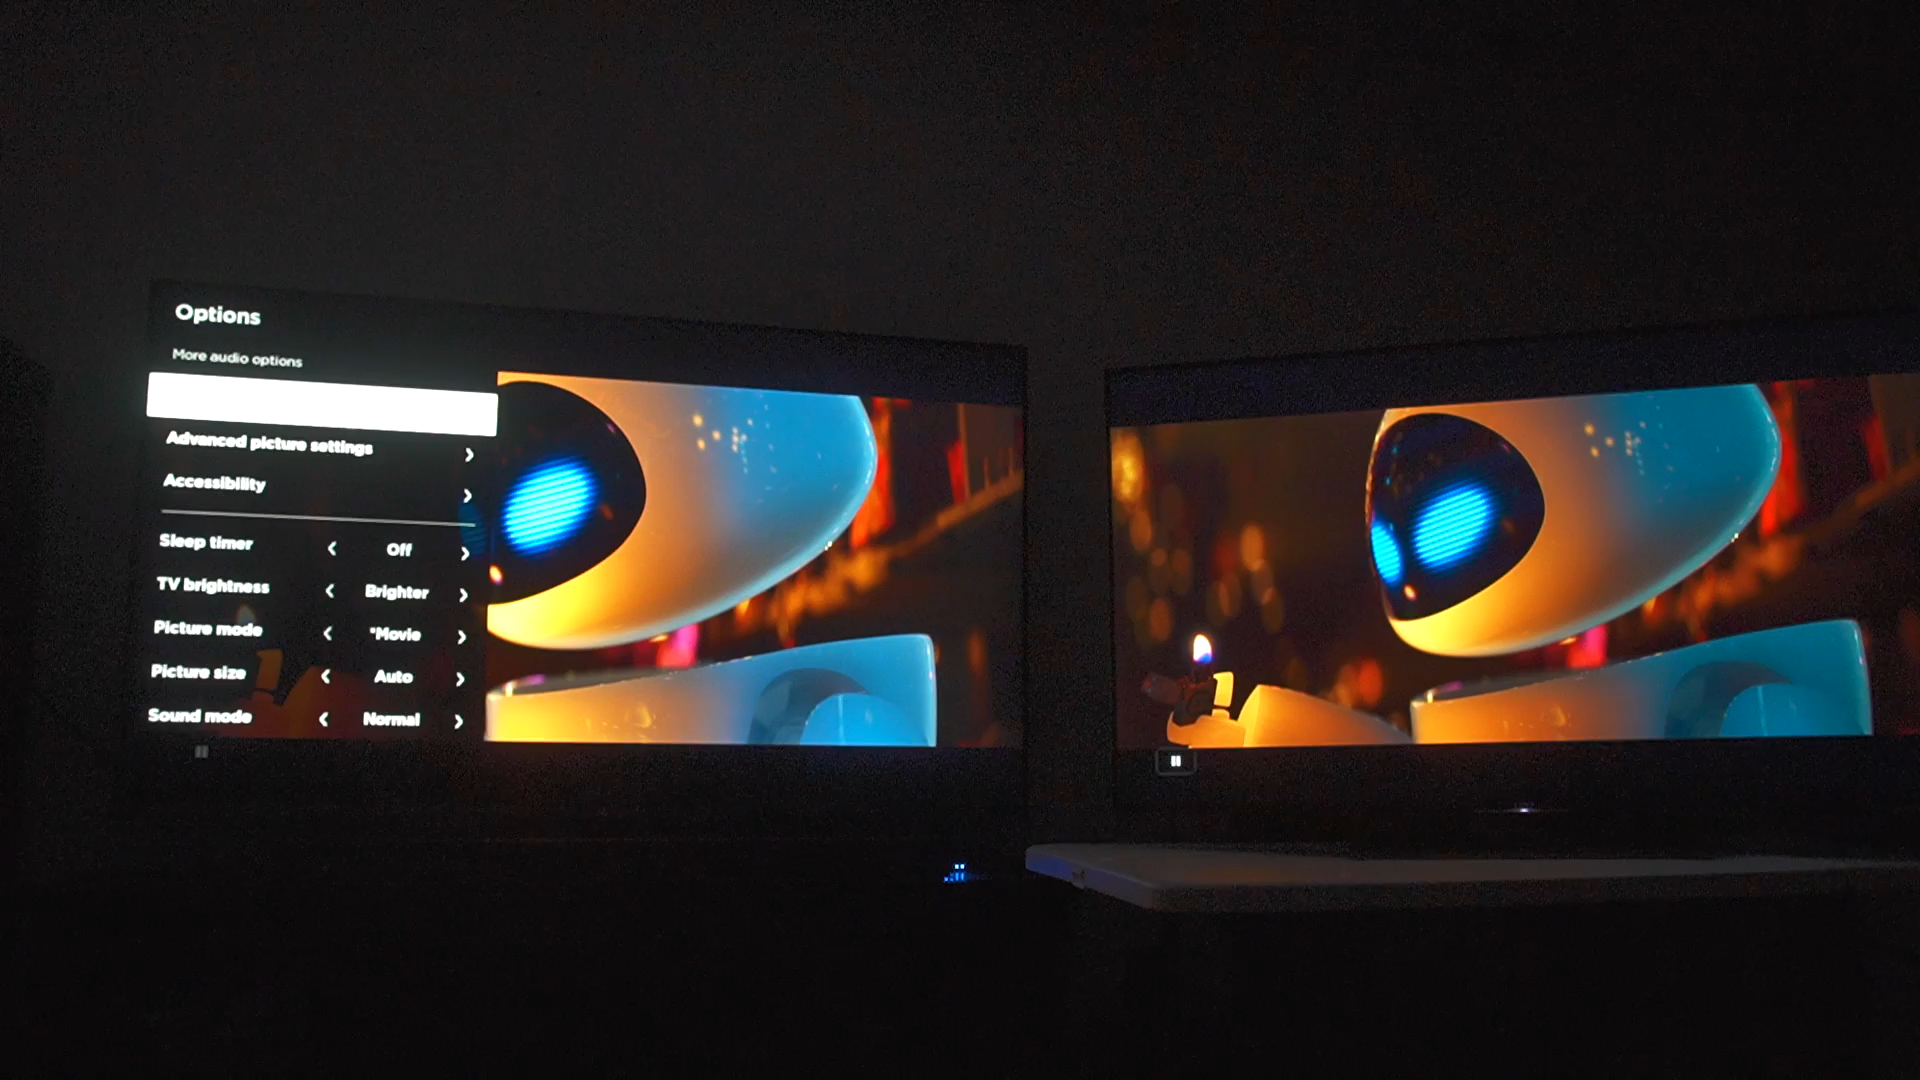 Options
More audio options
Advanced picture settings
Accessibility
Sleep timer Off
TV brightness Brighter
Picture mode *Movie
Picture size Auto
Sound mode Normal